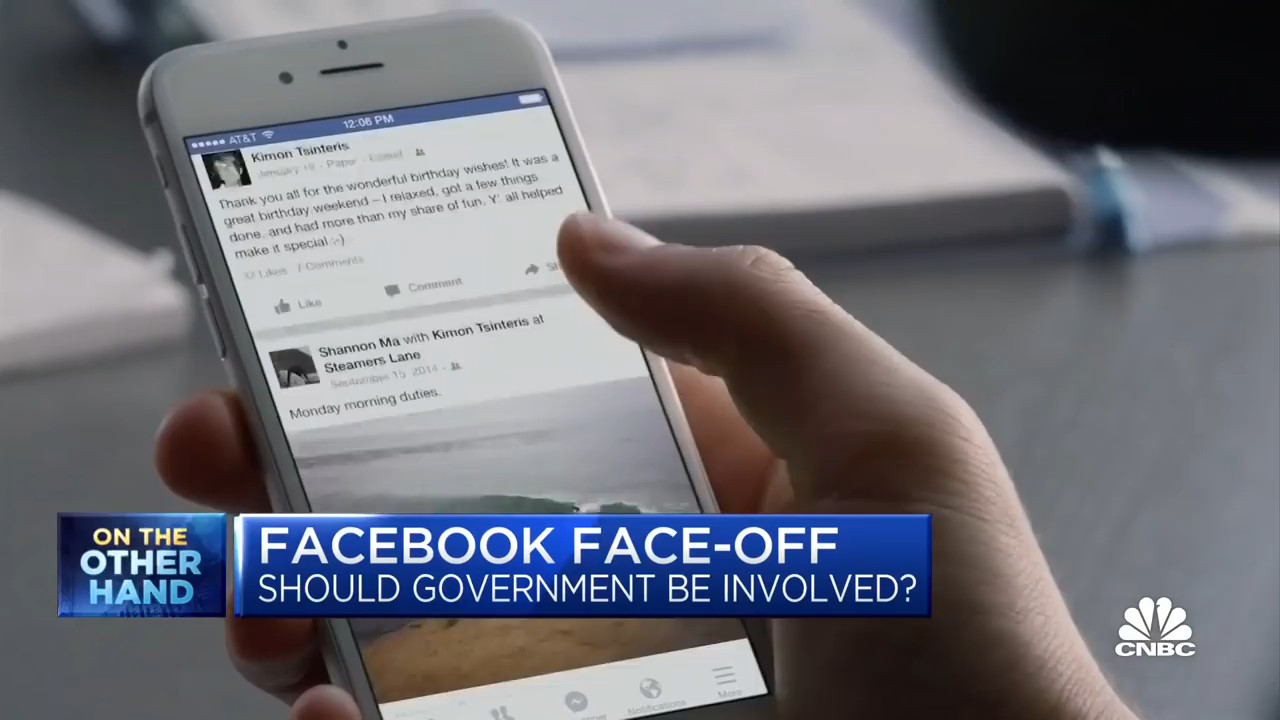 AT&T
12:06 PM
Kimon Tsinteris
Thank you all for the wonderful birthday wishes! It was a
great birthday weekend – I relaxed, got a few things
done, and had more than my share of fun. Y' all helped
make it special :-)
Comments
Like
Comment
Shannon Ma with Kimon Tsinteris at
Steamers Lane
September 15, 2014
Monday morning duties.
ON THE
OTHER
HAND
FACEBOOK FACE-OFF
SHOULD GOVERNMENT BE INVOLVED?
Notifications
More
CNBC